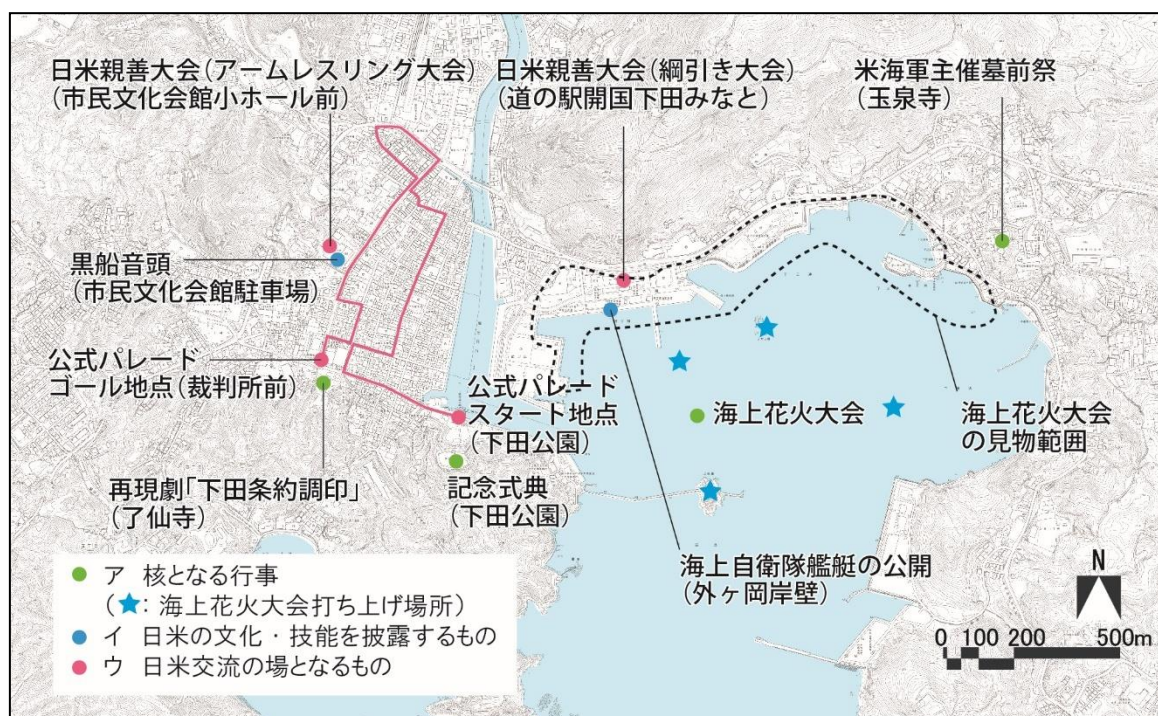 日米親善大会(アームレスリング大会)
(市民文化会館小ホール前)
日米親善大会(綱引き大会)
(道の駅開国下田みなと)
米海軍主催墓前祭
(玉泉寺)
黒船音頭
(市民文化会館駐車場)
公式パレード
ゴール地点(裁判所前)
公式パレード
スタート地点
(下田公園)
海上花火大会
海上花火大会
の見物範囲
再現劇「下田条約調印」
(了仙寺)
記念式典
(下田公園)
海上自衛隊艦艇の公開
(外ヶ岡岸壁)
ア 核となる行事
(★:海上花火大会打ち上げ場所)
イ 日米の文化・技能を披露するもの
ウ 日米交流の場となるもの
N
0 100 200 500m